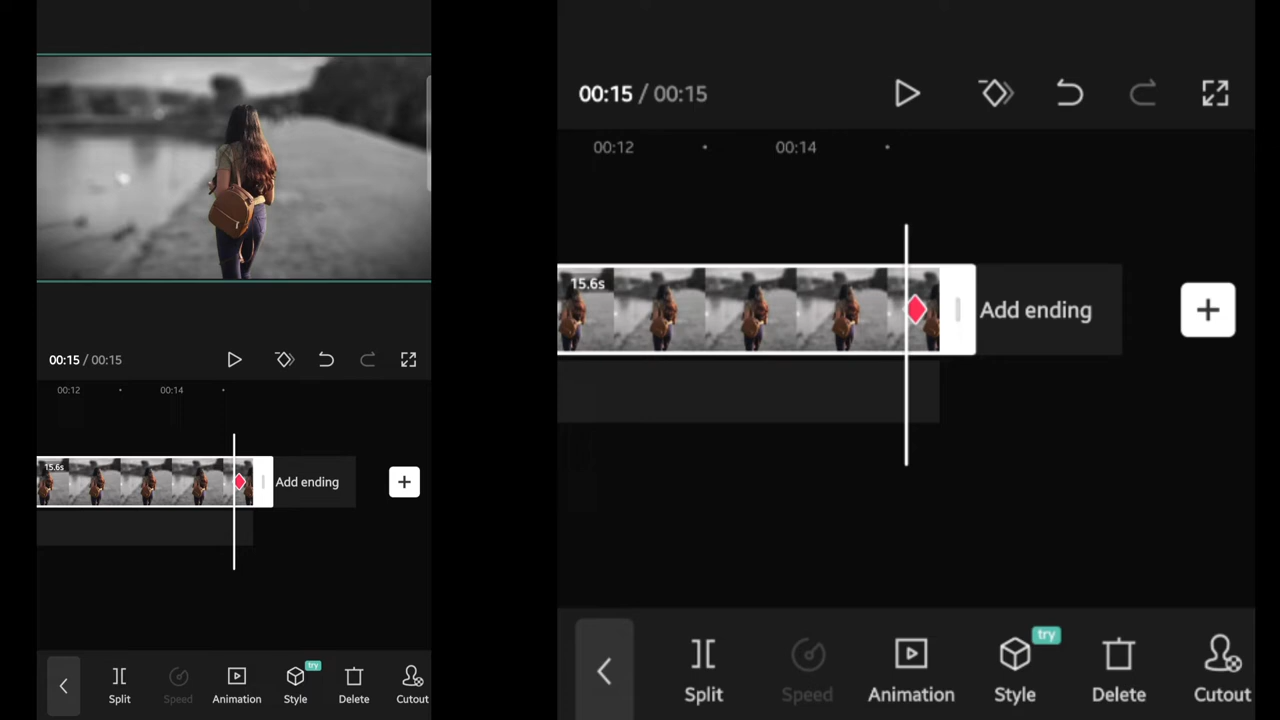 00:15 / 00:15
00:12
00:14
15.6s
Add ending
Split
Speed
Animation
try
Style
Delete
Cutout
00:15 / 00:15
00:12
00:14
15.6s
Add ending
Split
Speed
Animation
try
Style
Delete
Cutout